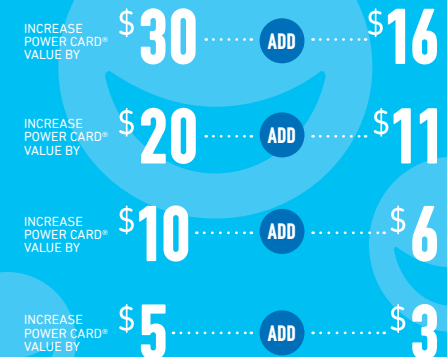 INCREASE
POWER CARD®
VALUE BY
$30 ADD $16
INCREASE
POWER CARD®
VALUE BY
$20 ADD $11
INCREASE
POWER CARD®
VALUE BY
$10 ADD $6
INCREASE
POWER CARD®
VALUE BY
$5 ADD $3